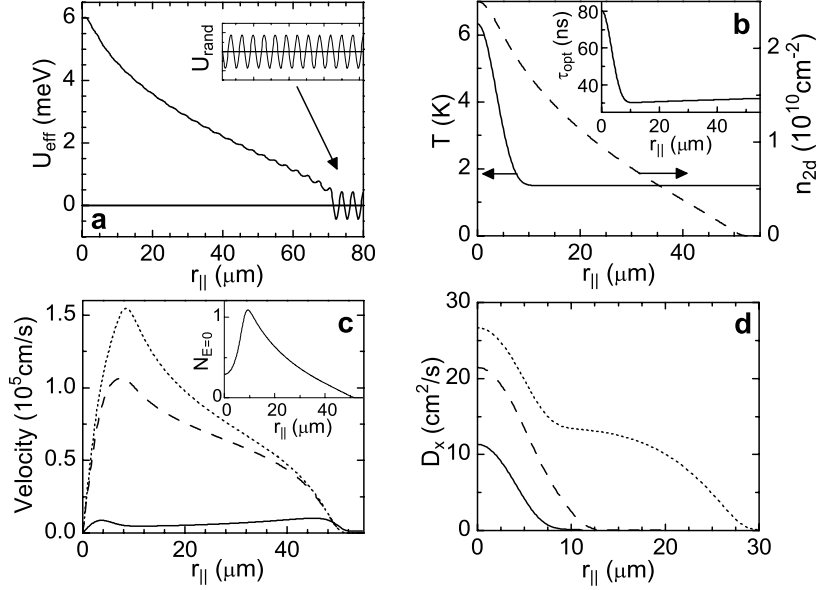 6
4
2
0
U_eff (meV)
U_rand
a
0 20 40 60 80
r_|| (μm)
6
4
2
0
T (K)
b
80
60
40
τ_opt (ns)
0 20 40
r_|| (μm)
2
1
0
n_2d (10^10 cm^-2)
0 20 40
r_|| (μm)
1.5
1.0
0.5
0.0
Velocity (10^5 cm/s)
c
1
0
N_E=0
0 20 40
r_|| (μm)
0 20 40
r_|| (μm)
30
20
10
0
D_x (cm^2/s)
d
0 10 20 30
r_|| (μm)